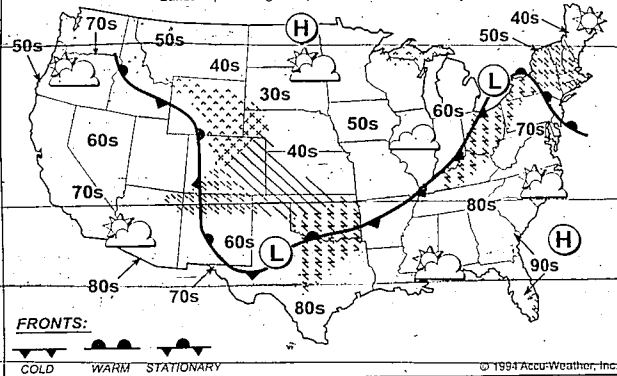 70s
50s
50s
H
40s
50s
40s
30s
L
60s
60s
50s
70s
40s
70s
60s
L
80s
H
90s
80s
70s
80s
FRONTS:
COLD WARM STATIONARY
© 1994 Accu-Weather, Inc.